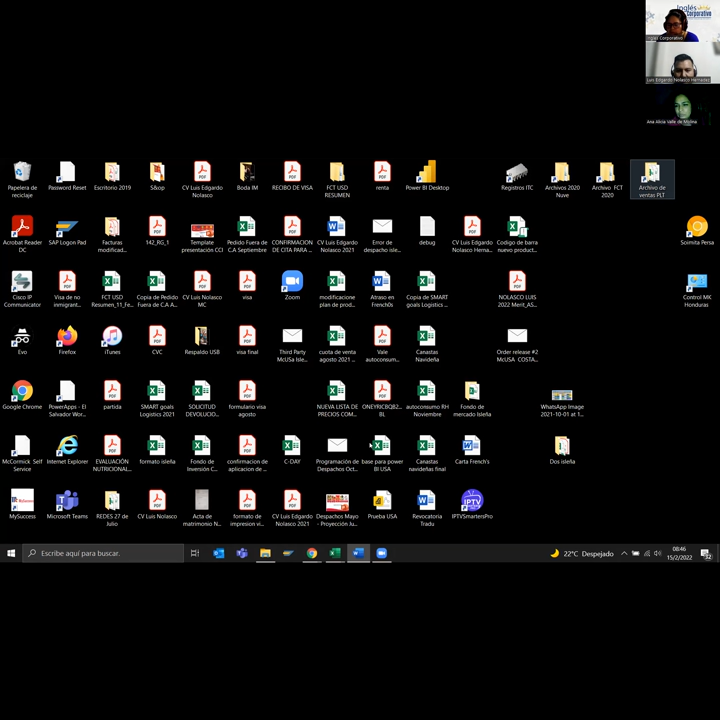 Inglés
Corporativo
Inglés Corporativo
Luis Edgardo Nolasco Hernadez
Ana Alicia Valle de Molina
Papelera de
reciclaje
Password Reset
Escritorio 2019
S&op
CV Luis Edgardo
Nolasco
Boda IM
RECIBO DE VISA
FCT USD
RESUMEN
renta
Power BI Desktop
Registros ITC
Archivos 2020
Nuve
Archivo FCT
2020
Archivo de
ventas PLT
Acrobat Reader
DC
SAP Logon Pad
Facturas
modificad...
142_RG_1
Template
presentación CCI
Pedido Fuera de
C.A Septiembre
CONFIRMACION
DE CITA PARA ...
CV Luis Edgardo
Nolasco 2021
Error de
despacho isle...
debug
CV Luis Edgardo
Nolasco Herna...
Codigo de barra
nuevo product...
Soimita Persa
Cisco IP
Communicator
Visa de no
inmigrant...
FCT USD
Resumen_11_Fe...
Copia de Pedido
Fuera de C.A A...
CV Luis Nolasco
MC
visa
Zoom
modificacione
plan de prod...
Atraso en
French0s
Copia de SMART
goals Logistics ...
NOLASCO LUIS
2022 Merit_AS...
Control MK
Honduras
Evo
Firefox
iTunes
CVC
Respaldo USB
visa final
Third Party
McUSa Isle...
cuota de venta
agosto 2021 ...
Vale
autoconsumo...
Canastas
Navideñas
Order release #2
McUSA COSTA...
Google Chrome
PowerApps - El
Salvador Wor...
partida
SMART goals
Logistics 2021
SOLICITUD
DEVOLUCIO...
formulario visa
agosto
NUEVA LISTA DE
PRECIOS COM...
ONEYRICBQB2...
BL
autoconsumo RH
Noviembre
Fondo de
mercado Isleña
WhatsApp Image
2021-10-01 at 1...
McCormick Self
Service
Internet Explorer
EVALUACIÓN
NUTRICIONAL...
formato isleña
Fondo de
Inversión C...
confirmacion de
aplicacion de ...
C-DAY
Programación de
Despachos Oct...
base para power
BI USA
Canastas
navideñas final
Carta French's
Dos isleña
MySuccess
Microsoft Teams
REDES 27 de
Julio
CV Luis Nolasco
Acta de
matrimonio N...
formato de
impresion vi...
CV Luis Edgardo
Nolasco 2021
Despachos Mayo
- Proyección Ju...
Prueba USA
Revocatoria
Tradu
IPTV
IPTVSmartersPro
Escribe aquí para buscar.
22°C Despejado
08:46
15/2/2022